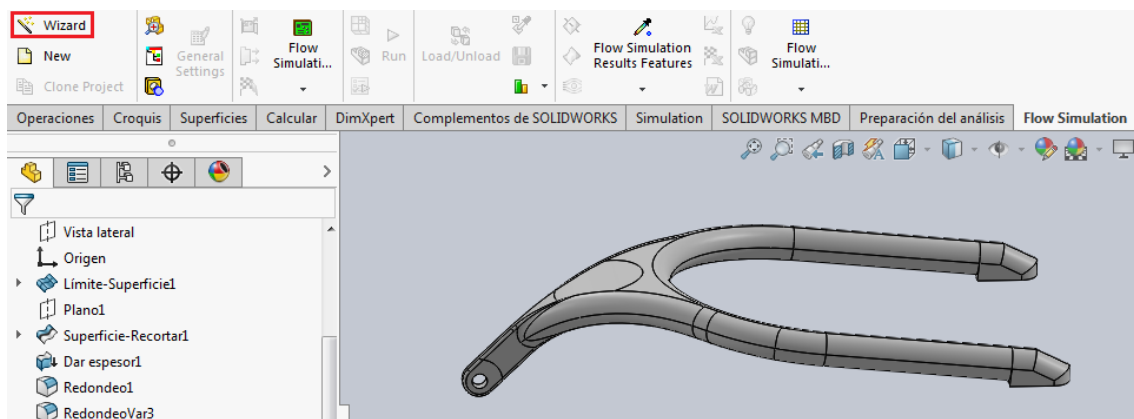 Wizard
New
Clone Project
General
Settings
Flow
Simulati...
Run
Load/Unload
Flow Simulation
Results Features
Flow
Simulati...
Operaciones Croquis Superficies Calcular DimXpert Complementos de SOLIDWORKS Simulation SOLIDWORKS MBD Preparación del análisis Flow Simulation
Vista lateral
Origen
Límite-Superficie1
Plano1
Superficie-Recortar1
Dar espesor1
Redondeo1
RedondeoVar3